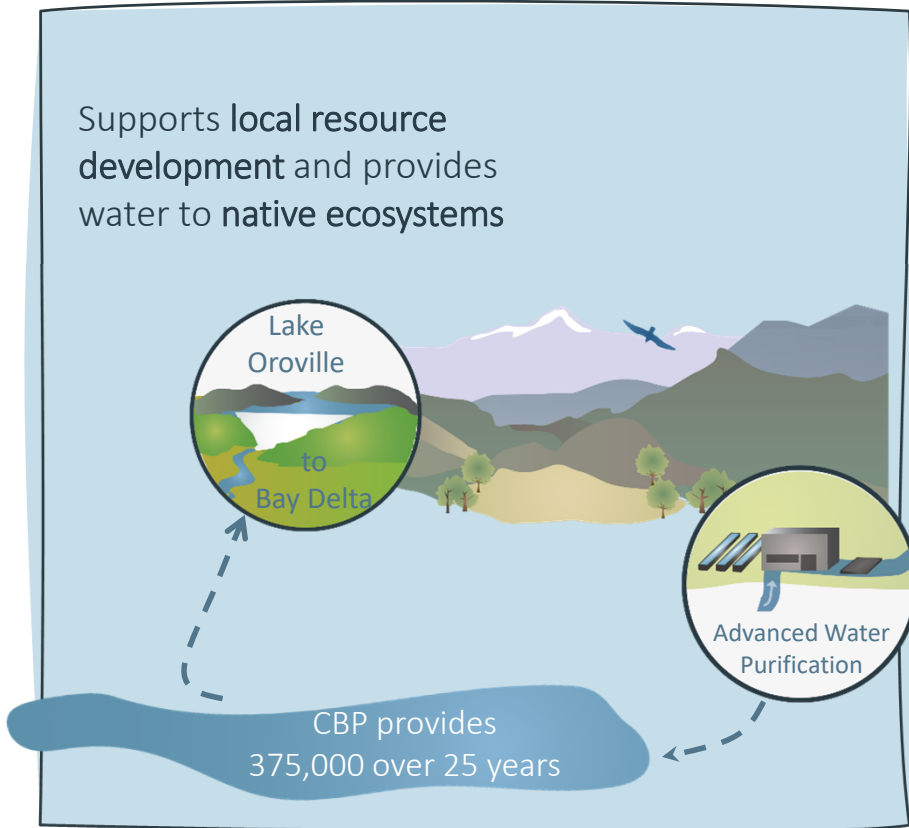 Supports local resource
development and provides
water to native ecosystems
Lake
Oroville
to
Bay Delta
Advanced Water
Purification
CBP provides
375,000 over 25 years